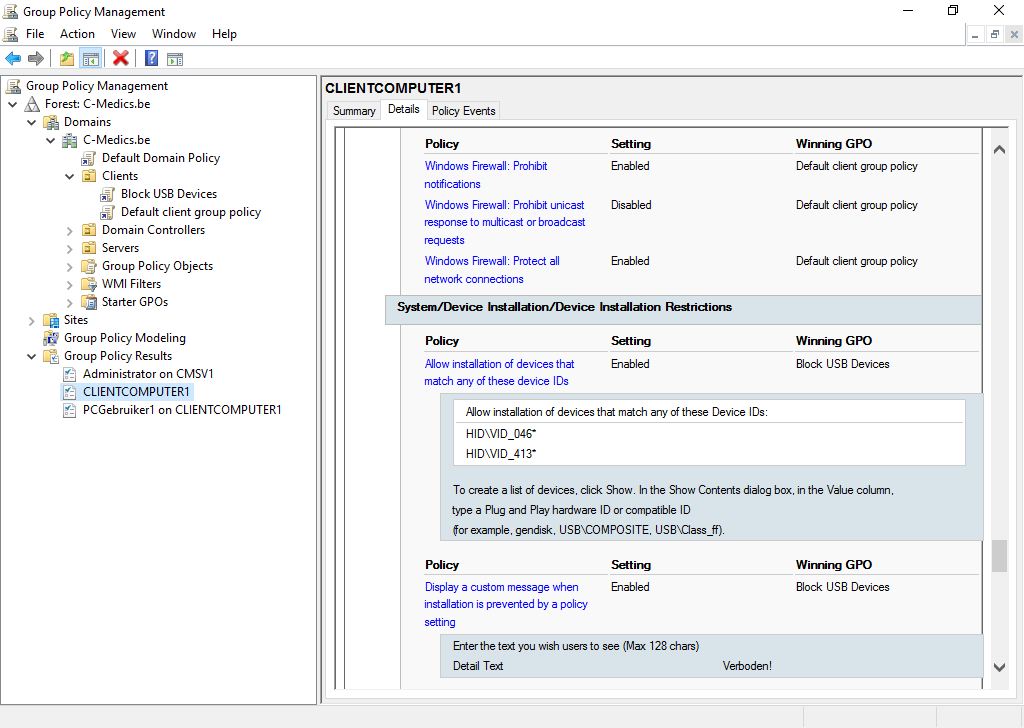 Group Policy Management
File Action View Window Help
Group Policy Management
Forest: C-Medics.be
Domains
C-Medics.be
Default Domain Policy
Clients
Block USB Devices
Default client group policy
Domain Controllers
Servers
Group Policy Objects
WMI Filters
Starter GPOs
Sites
Group Policy Modeling
Group Policy Results
Administrator on CMSV1
CLIENTCOMPUTER1
PCGebruiker1 on CLIENTCOMPUTER1
CLIENTCOMPUTER1
Summary Details Policy Events
Policy Setting Winning GPO
Windows Firewall: Prohibit Enabled Default client group policy
notifications
Windows Firewall: Prohibit unicast Disabled Default client group policy
response to multicast or broadcast
requests
Windows Firewall: Protect all Enabled Default client group policy
network connections
System/Device Installation/Device Installation Restrictions
Policy Setting Winning GPO
Allow installation of devices that Enabled Block USB Devices
match any of these device IDs
Allow installation of devices that match any of these Device IDs:
HID\VID_046*
HID\VID_413*
To create a list of devices, click Show. In the Show Contents dialog box, in the Value column,
type a Plug and Play hardware ID or compatible ID
(for example, gendisk, USB\COMPOSITE, USB\Class_ff).
Policy Setting Winning GPO
Display a custom message when Enabled Block USB Devices
installation is prevented by a policy
setting
Enter the text you wish users to see (Max 128 chars)
Detail Text Verboden!